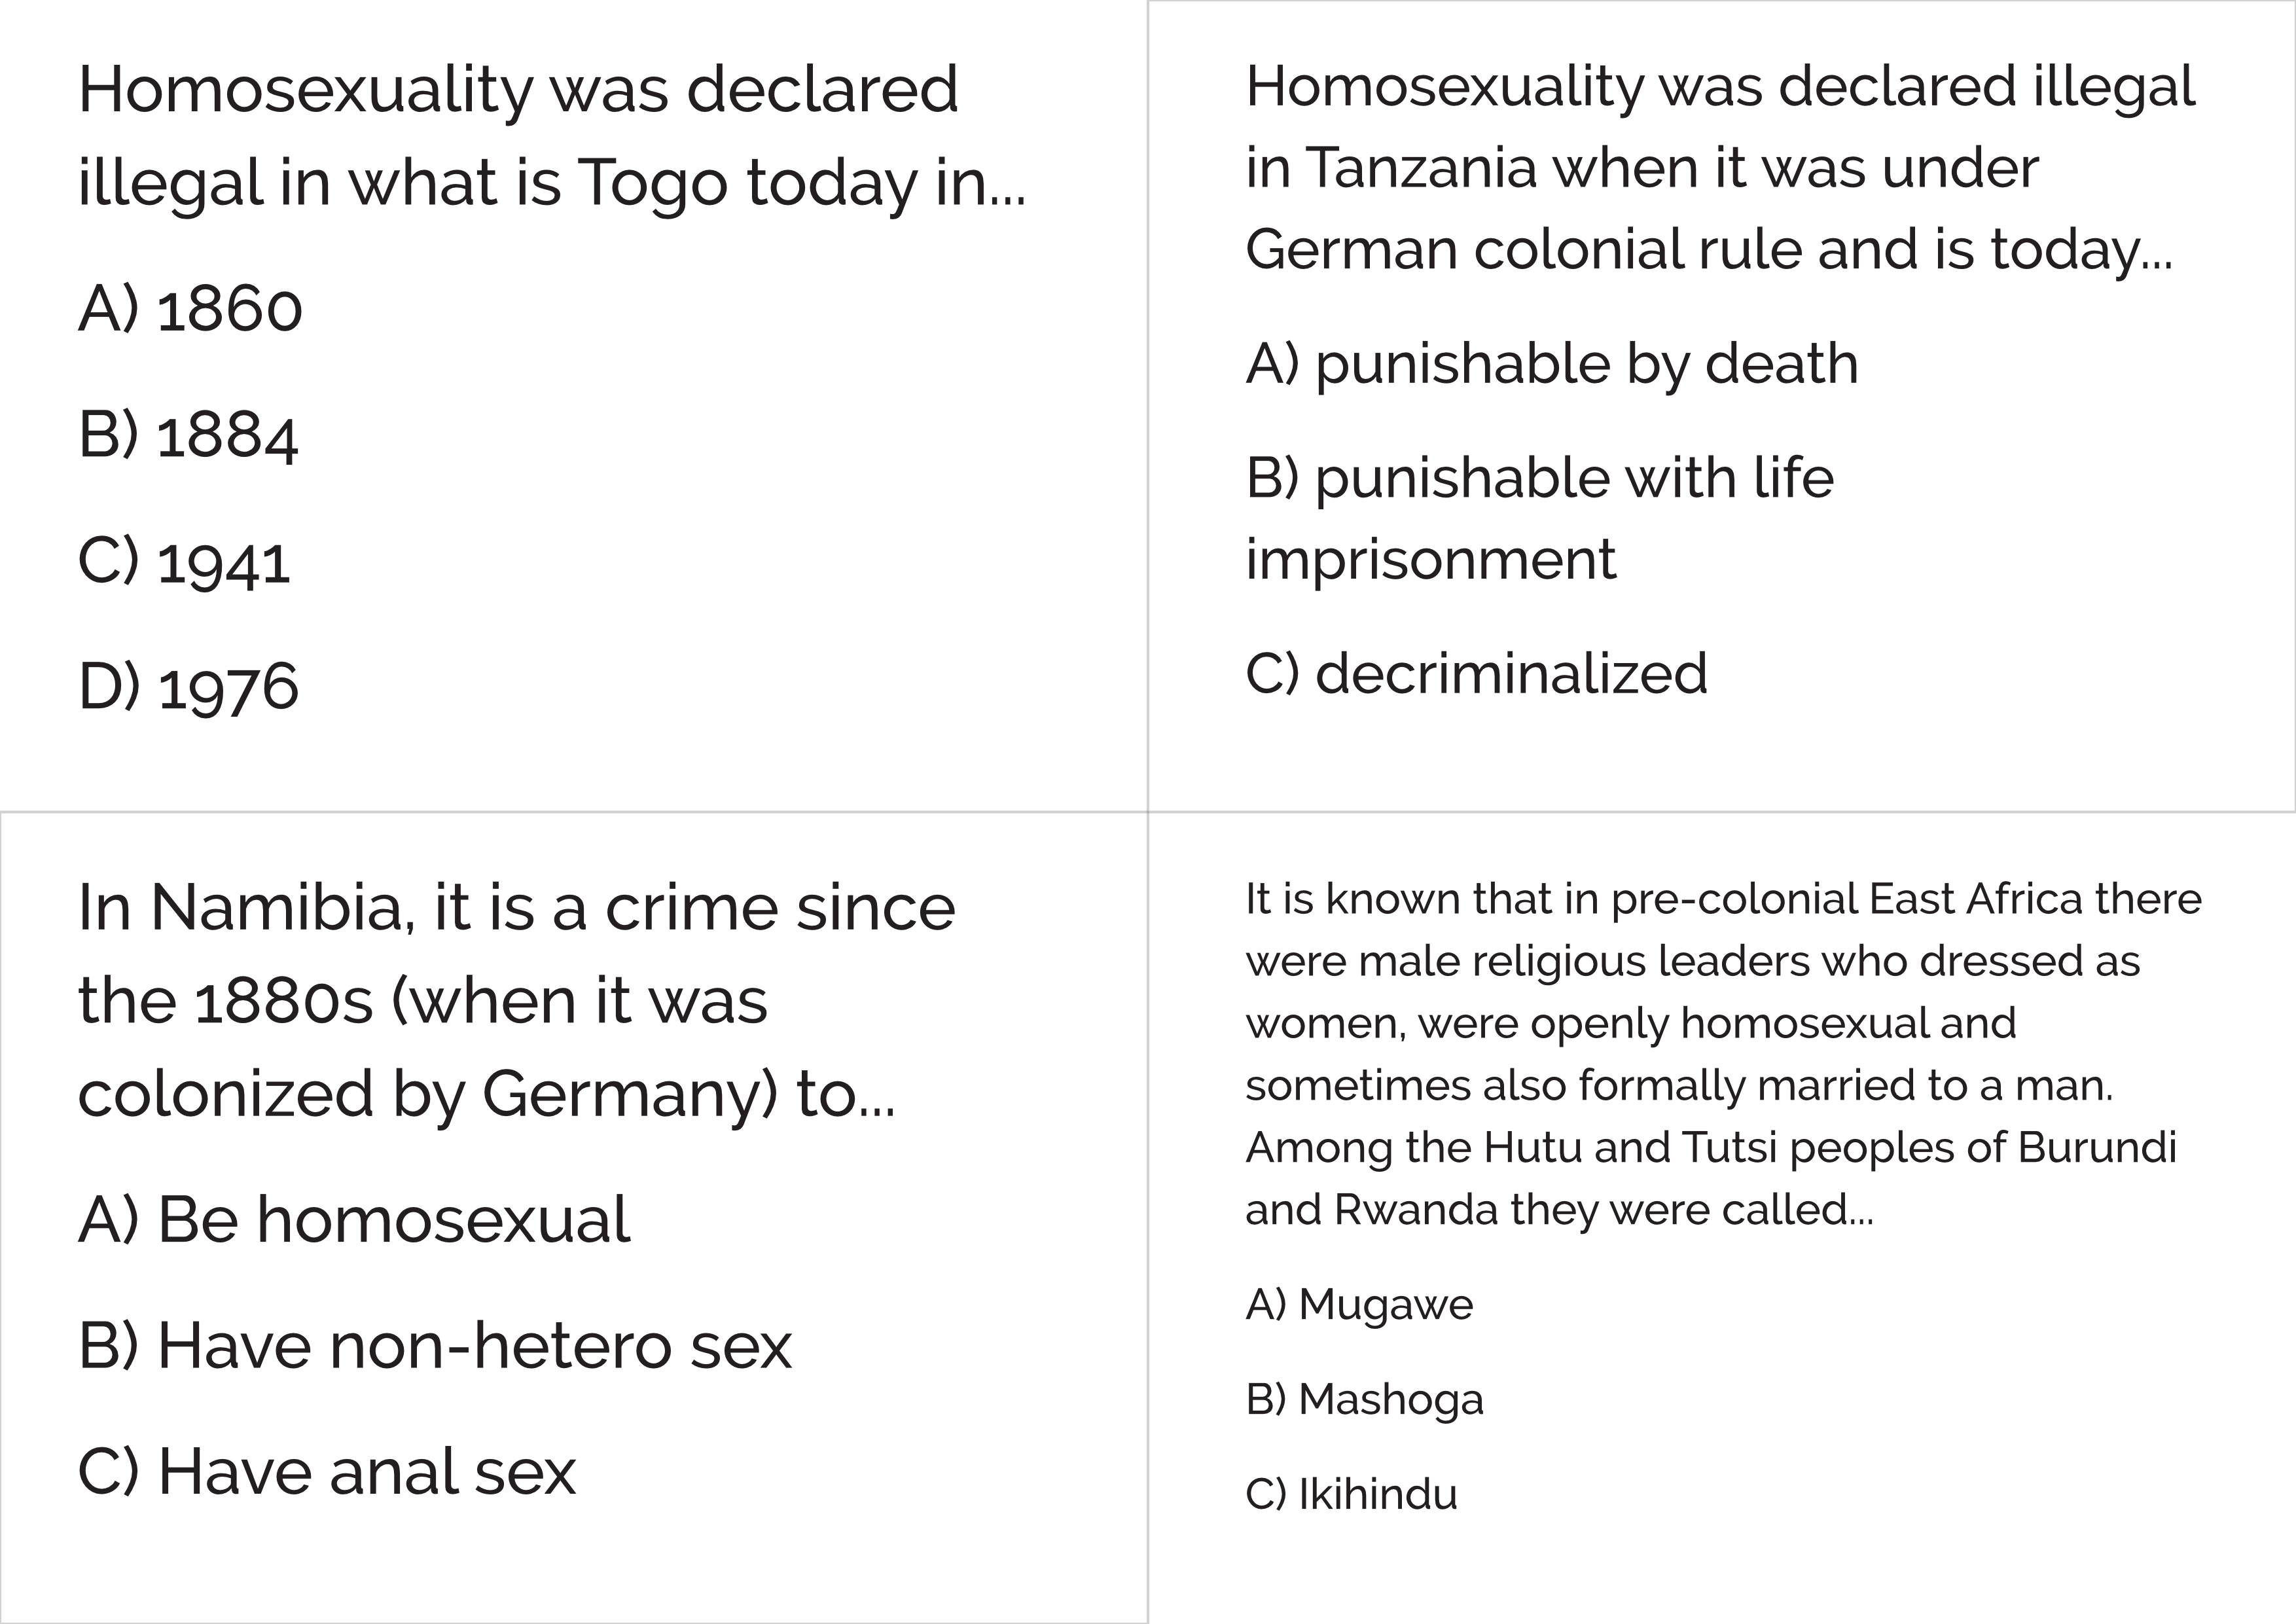 Homosexuality was declared
illegal in what is Togo today in...
A) 1860
B) 1884
C) 1941
D) 1976
Homosexuality was declared illegal
in Tanzania when it was under
German colonial rule and is today...
A) punishable by death
B) punishable with life
imprisonment
C) decriminalized
In Namibia, it is a crime since
the 1880s (when it was
colonized by Germany) to...
A) Be homosexual
B) Have non-hetero sex
C) Have anal sex
It is known that in pre-colonial East Africa there
were male religious leaders who dressed as
women, were openly homosexual and
sometimes also formally married to a man.
Among the Hutu and Tutsi peoples of Burundi
and Rwanda they were called...
A) Mugawe
B) Mashoga
C) Ikihindu